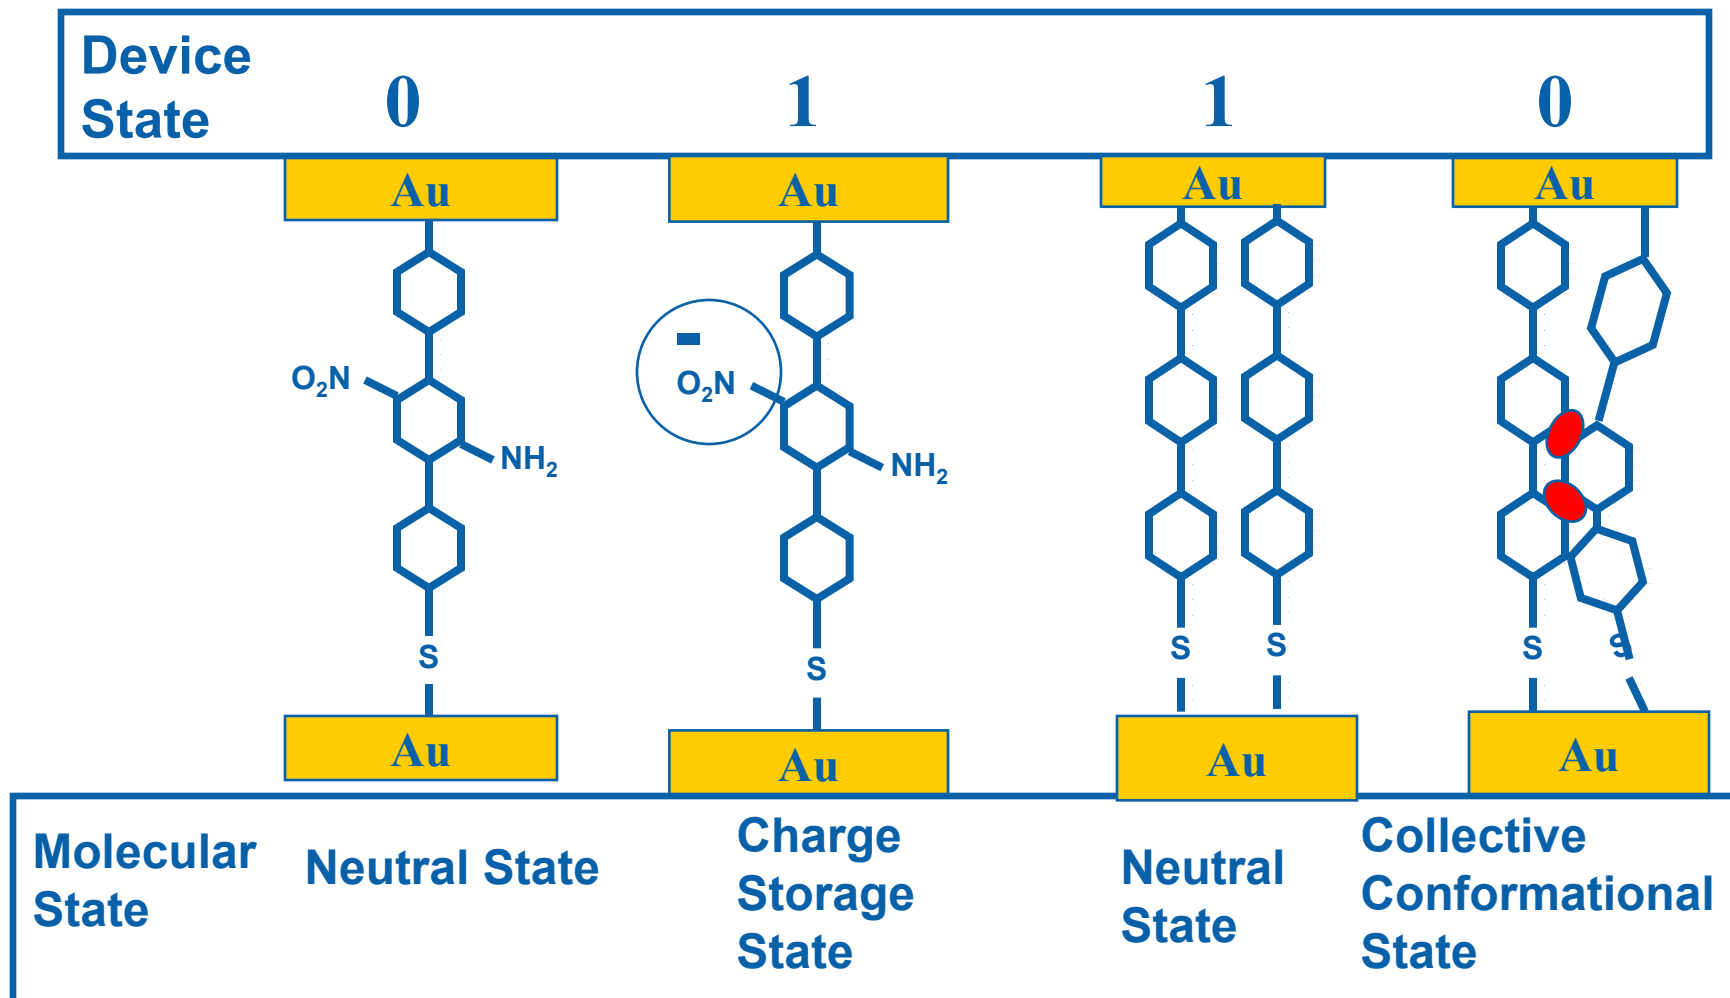 Device
State
0
1
1
0
Au
Au
Au
Au
O₂N
NH₂
O₂N
NH₂
S
S
S
S
S
S
Au
Au
Au
Au
Molecular
State
Neutral State
Charge
Storage
State
Neutral
State
Collective
Conformational
State